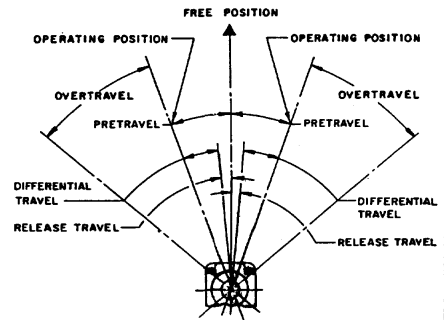 FREE POSITION
OPERATING POSITION
OPERATING POSITION
OVERTRAVEL
OVERTRAVEL
PRETRAVEL
PRETRAVEL
DIFFERENTIAL
TRAVEL
DIFFERENTIAL
TRAVEL
RELEASE TRAVEL
RELEASE TRAVEL